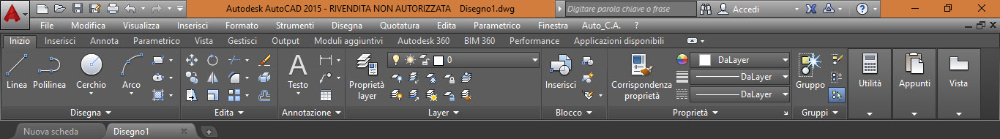 Autodesk AutoCAD 2015 - RIVENDITA NON AUTORIZZATA Disegno1.dwg Digitare parola chiave o frase Accedi ?
File Modifica Visualizza Inserisci Formato Strumenti Disegna Quotatura Edita Parametrico Finestra Auto_C.A. ?
Inizio Inserisci Annota Parametrico Vista Gestisci Output Moduli aggiuntivi Autodesk 360 BIM 360 Performance Applicazioni disponibili
0 DaLayer
DaLayer
Linea Polilinea Cerchio Arco Testo Proprietà layer Inserisci Corrispondenza proprietà Gruppo Utilità Appunti Vista
DaLayer
Disegna Edita Annotazione Layer Blocco Proprietà Gruppi
Nuova scheda Disegno1